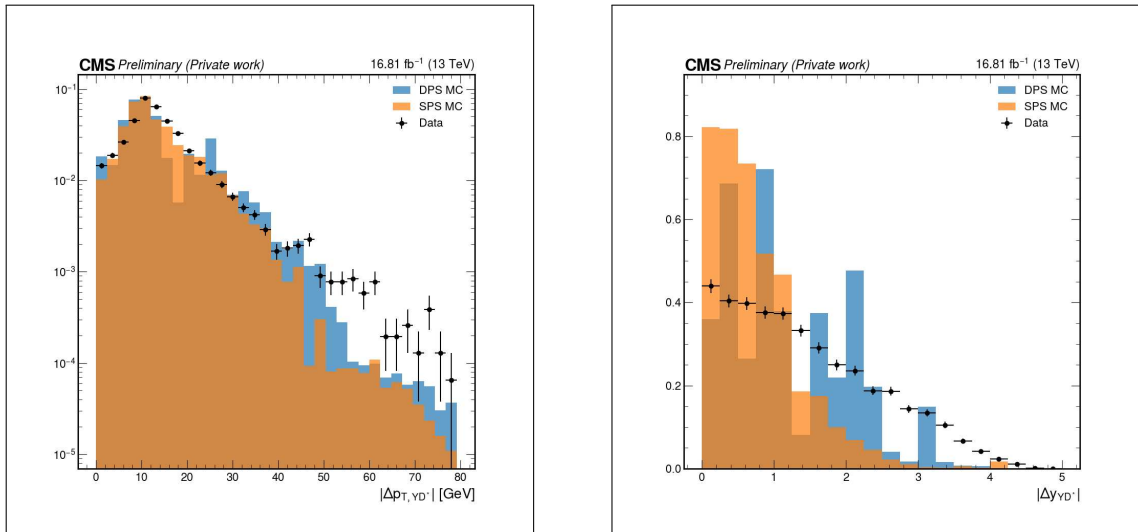 CMS Preliminary (Private work) 16.81 fb⁻¹ (13 TeV)
10⁻¹
10⁻²
10⁻³
10⁻⁴
10⁻⁵
DPS MC
SPS MC
Data
0 10 20 30 40 50 60 70 80
|Δp_{T, YD*}| [GeV]
CMS Preliminary (Private work) 16.81 fb⁻¹ (13 TeV)
0.8
0.6
0.4
0.2
0.0
DPS MC
SPS MC
Data
0 1 2 3 4 5
|Δy_{YD*}|